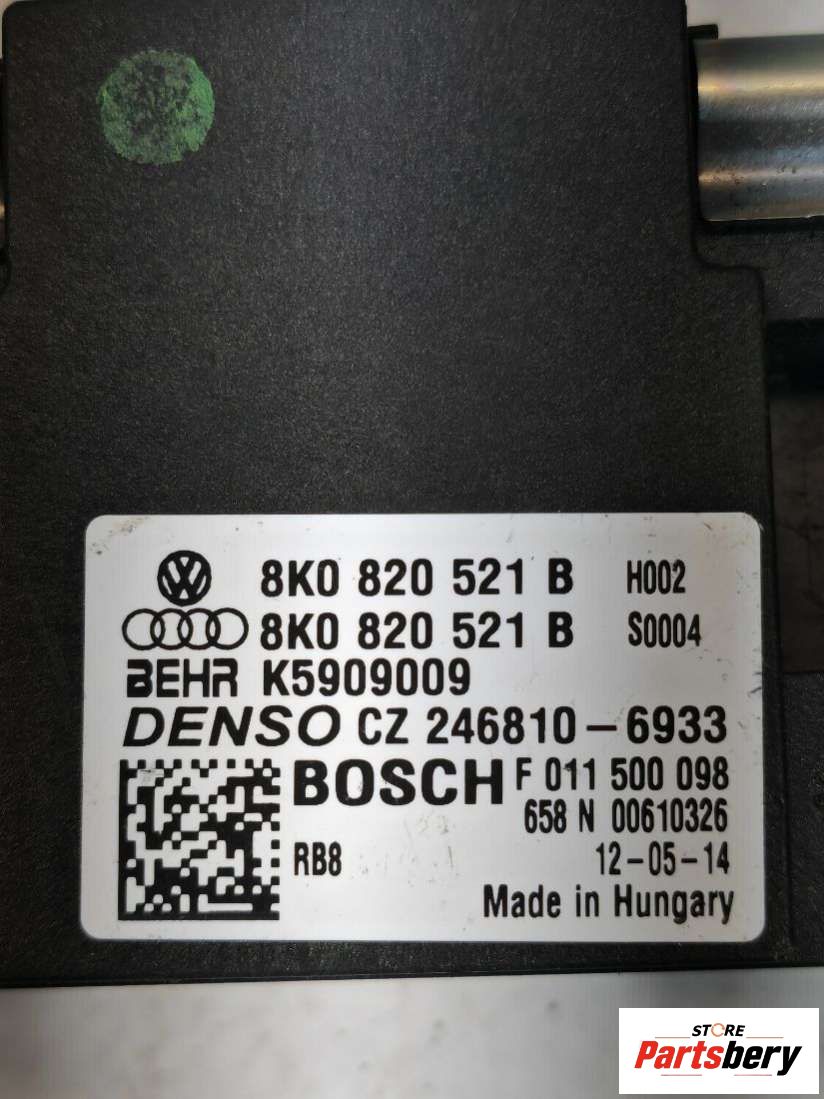 8K0 820 521 B H002
8K0 820 521 B S0004
BEHR K5909009
DENSO CZ 246810-6933
BOSCH F 011 500 098
658 N 00610326
RB8 12-05-14
Made in Hungary
STORE
Partsbery